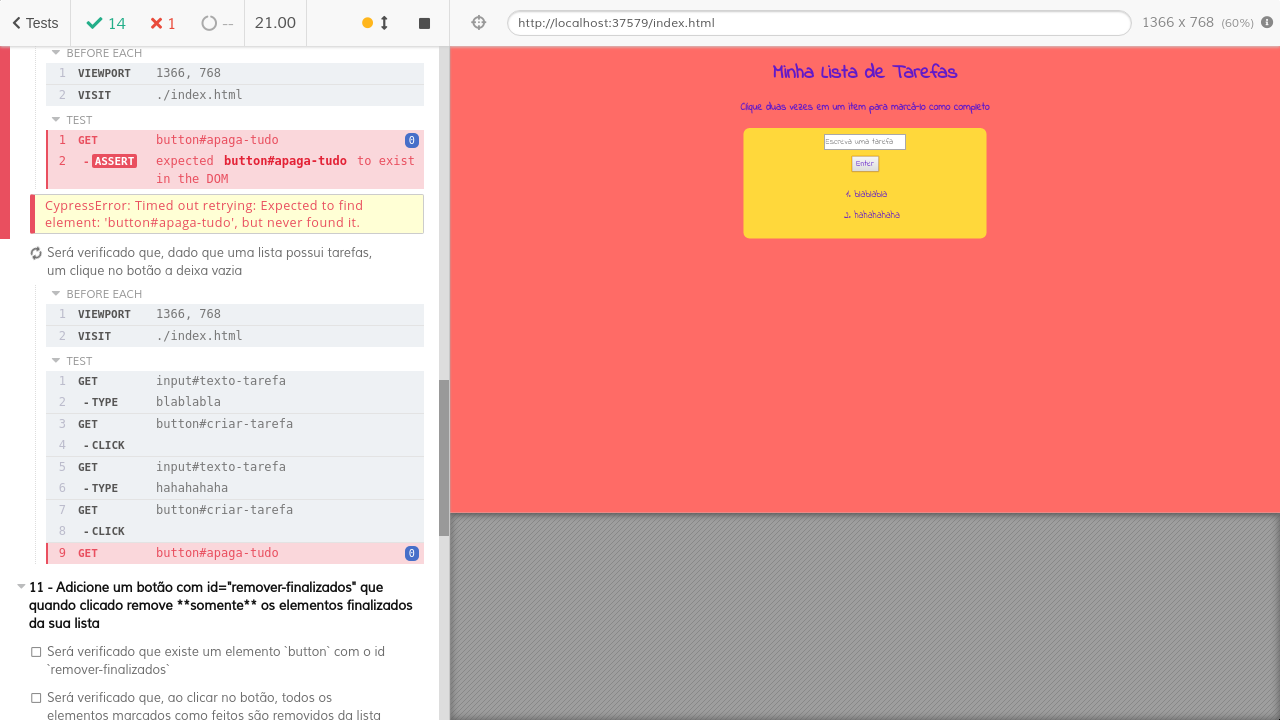 Tests 14 1 -- 21.00
http://localhost:37579/index.html 1366 x 768 (60%)
BEFORE EACH
1 VIEWPORT 1366, 768
2 VISIT ./index.html
TEST
1 GET button#apaga-tudo 0
2 -ASSERT expected button#apaga-tudo to exist
in the DOM
CypressError: Timed out retrying: Expected to find
element: 'button#apaga-tudo', but never found it.
Será verificado que, dado que uma lista possui tarefas,
um clique no botão a deixa vazia
BEFORE EACH
1 VIEWPORT 1366, 768
2 VISIT ./index.html
TEST
1 GET input#texto-tarefa
2 -TYPE blablabla
3 GET button#criar-tarefa
4 -CLICK
5 GET input#texto-tarefa
6 -TYPE hahahahaha
7 GET button#criar-tarefa
8 -CLICK
9 GET button#apaga-tudo 0
11 - Adicione um botão com id="remover-finalizados" que
quando clicado remove **somente** os elementos finalizados
da sua lista
Será verificado que existe um elemento `button` com o id
`remover-finalizados`
Será verificado que, ao clicar no botão, todos os
elementos marcados como feitos são removidos da lista
Minha Lista de Tarefas
Clique duas vezes em um item para marcá-lo como completo
Escreva uma tarefa
Enter
1. blablabla
2. hahahahaha